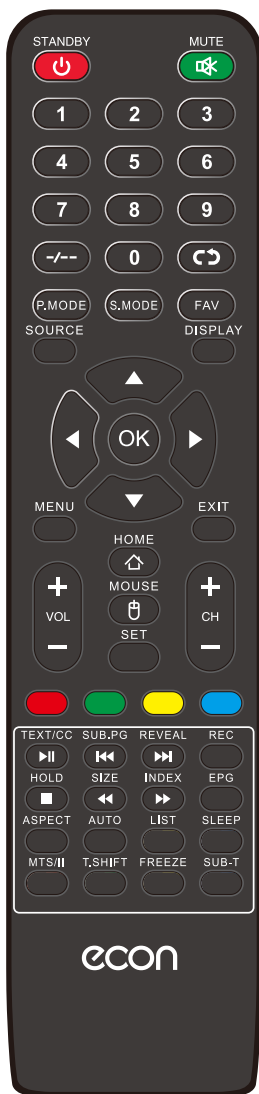 STANDBY MUTE
1 2 3
4 5 6
7 8 9
-/-- 0
P.MODE S.MODE FAV
SOURCE DISPLAY
OK
MENU EXIT
HOME
MOUSE
+ +
VOL CH
− −
SET
TEXT/CC SUB.PG REVEAL REC
HOLD SIZE INDEX EPG
ASPECT AUTO LIST SLEEP
MTS/II T.SHIFT FREEZE SUB-T
econ